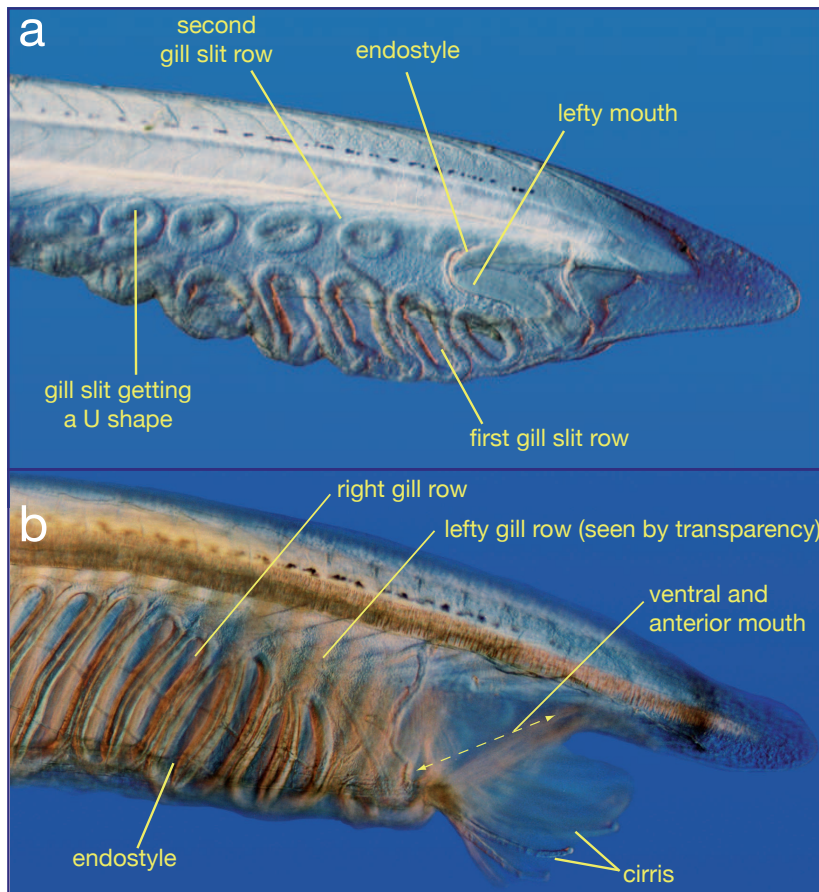 a
second
gill slit row
endostyle
lefty mouth
gill slit getting
a U shape
first gill slit row
b
right gill row
lefty gill row (seen by transparency)
ventral and
anterior mouth
endostyle
cirris